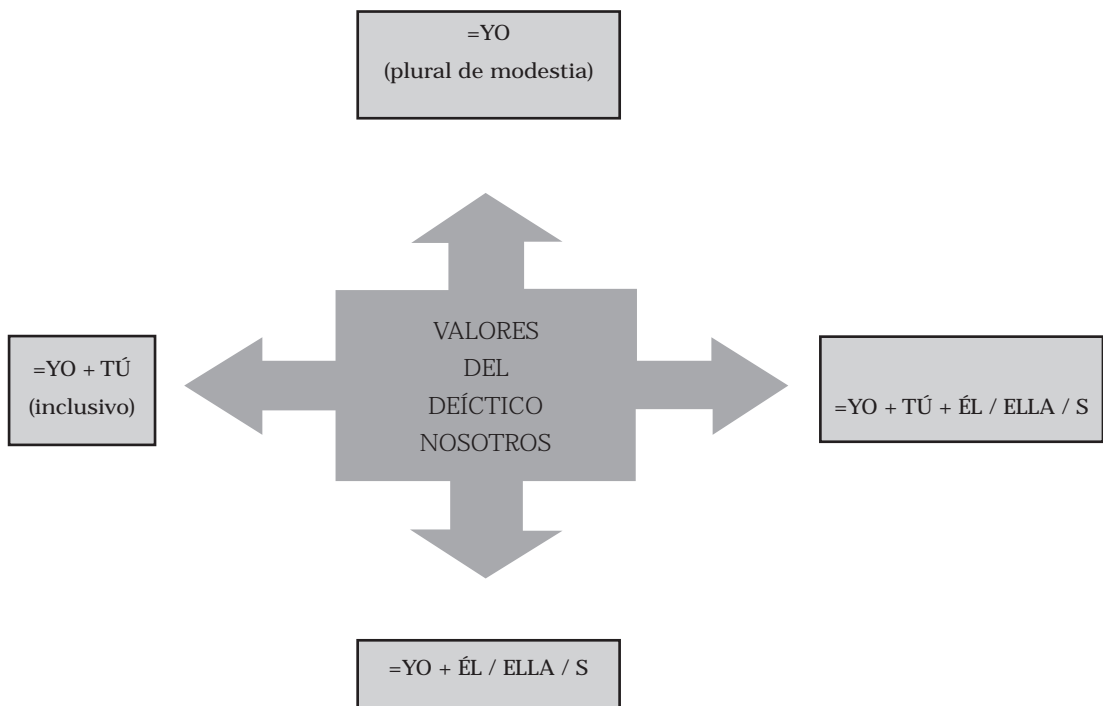 =YO
(plural de modestia)
=YO + TÚ
(inclusivo)
VALORES
DEL
DEÍCTICO
NOSOTROS
=YO + TÚ + ÉL / ELLA / S
=YO + ÉL / ELLA / S